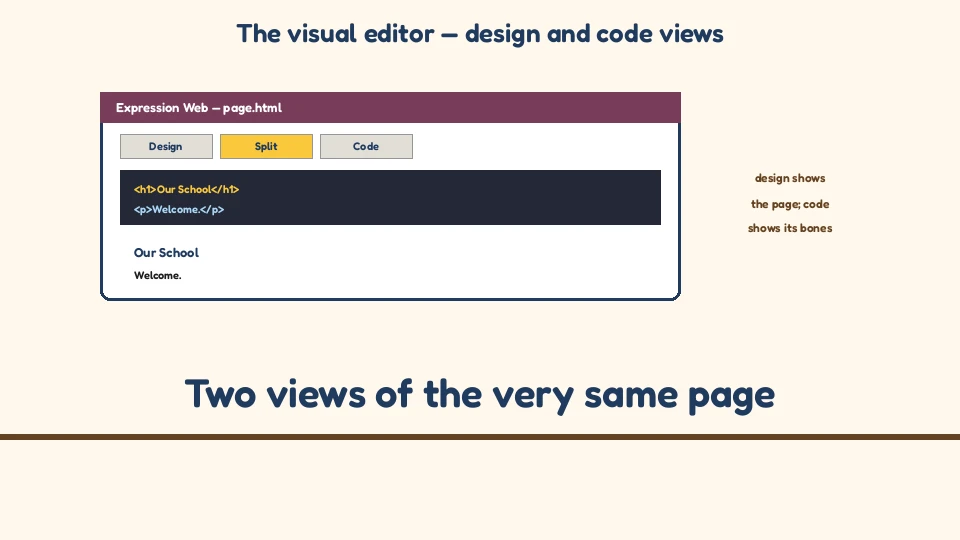 The visual editor — design and code views
Expression Web — page.html
Design Split Code
<h1>Our School</h1>
<p>Welcome.</p>
Our School
Welcome.
design shows
the page; code
shows its bones
Two views of the very same page